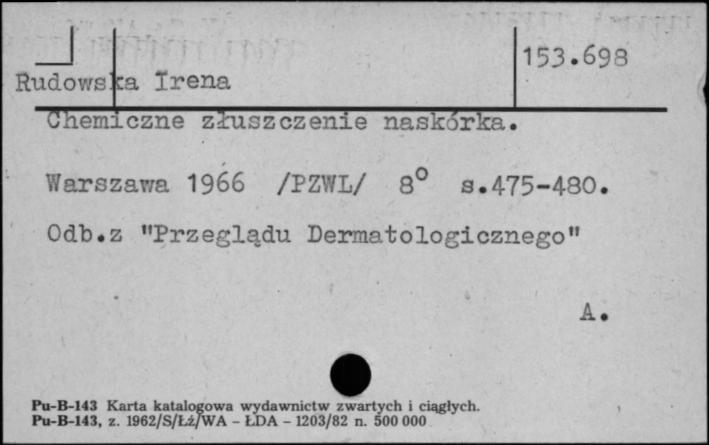 153.698
Rudowska Irena
Chemiczne złuszczenie naskórka.
Warszawa 1966 /PZWL/ 8° s.475-480.
Odb.z "Przeglądu Dermatologicznego"
A.
Pu-B-143 Karta katalogowa wydawnictw zwartych i ciągłych.
Pu-B-143, z. 1962/S/Łź/WA - ŁDA - 1203/82 n. 500 000